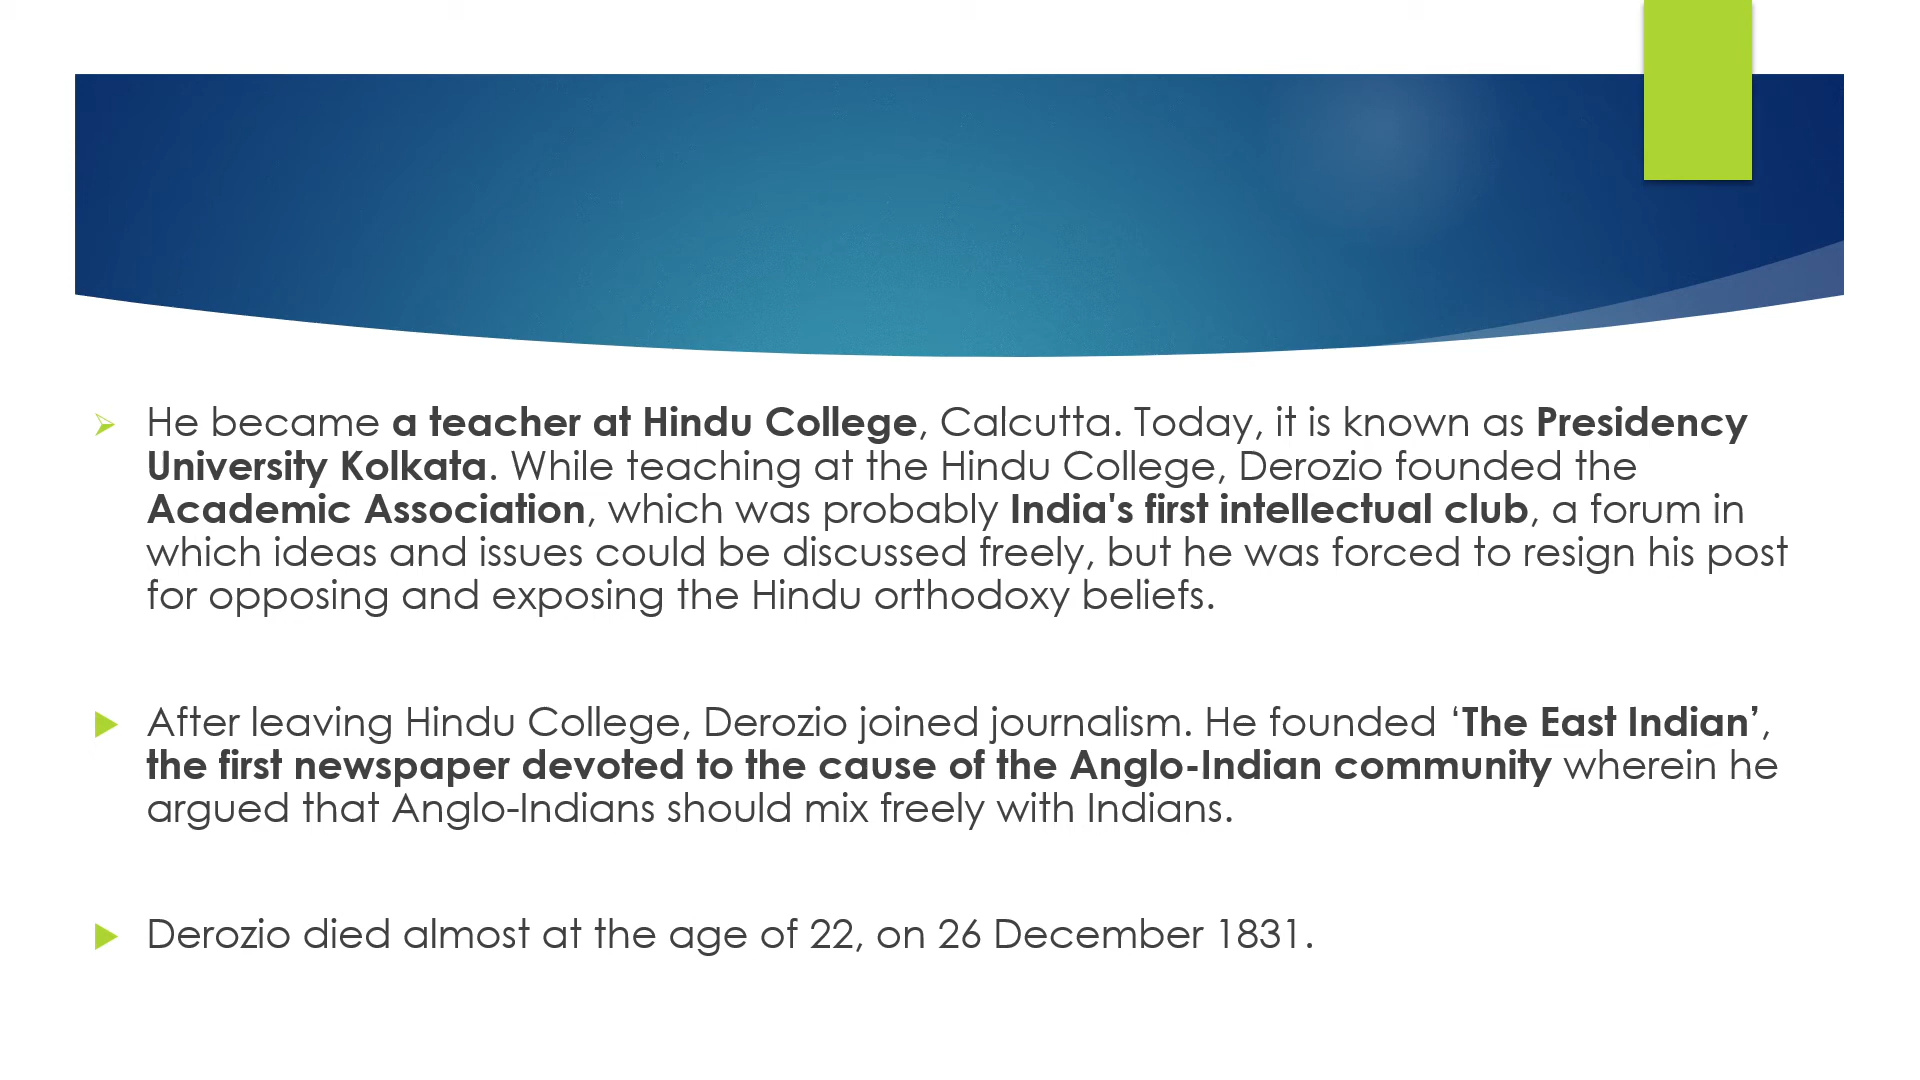 He became a teacher at Hindu College, Calcutta. Today, it is known as Presidency
University Kolkata. While teaching at the Hindu College, Derozio founded the
Academic Association, which was probably India's first intellectual club, a forum in
which ideas and issues could be discussed freely, but he was forced to resign his post
for opposing and exposing the Hindu orthodoxy beliefs.
After leaving Hindu College, Derozio joined journalism. He founded ‘The East Indian’,
the first newspaper devoted to the cause of the Anglo-Indian community wherein he
argued that Anglo-Indians should mix freely with Indians.
Derozio died almost at the age of 22, on 26 December 1831.